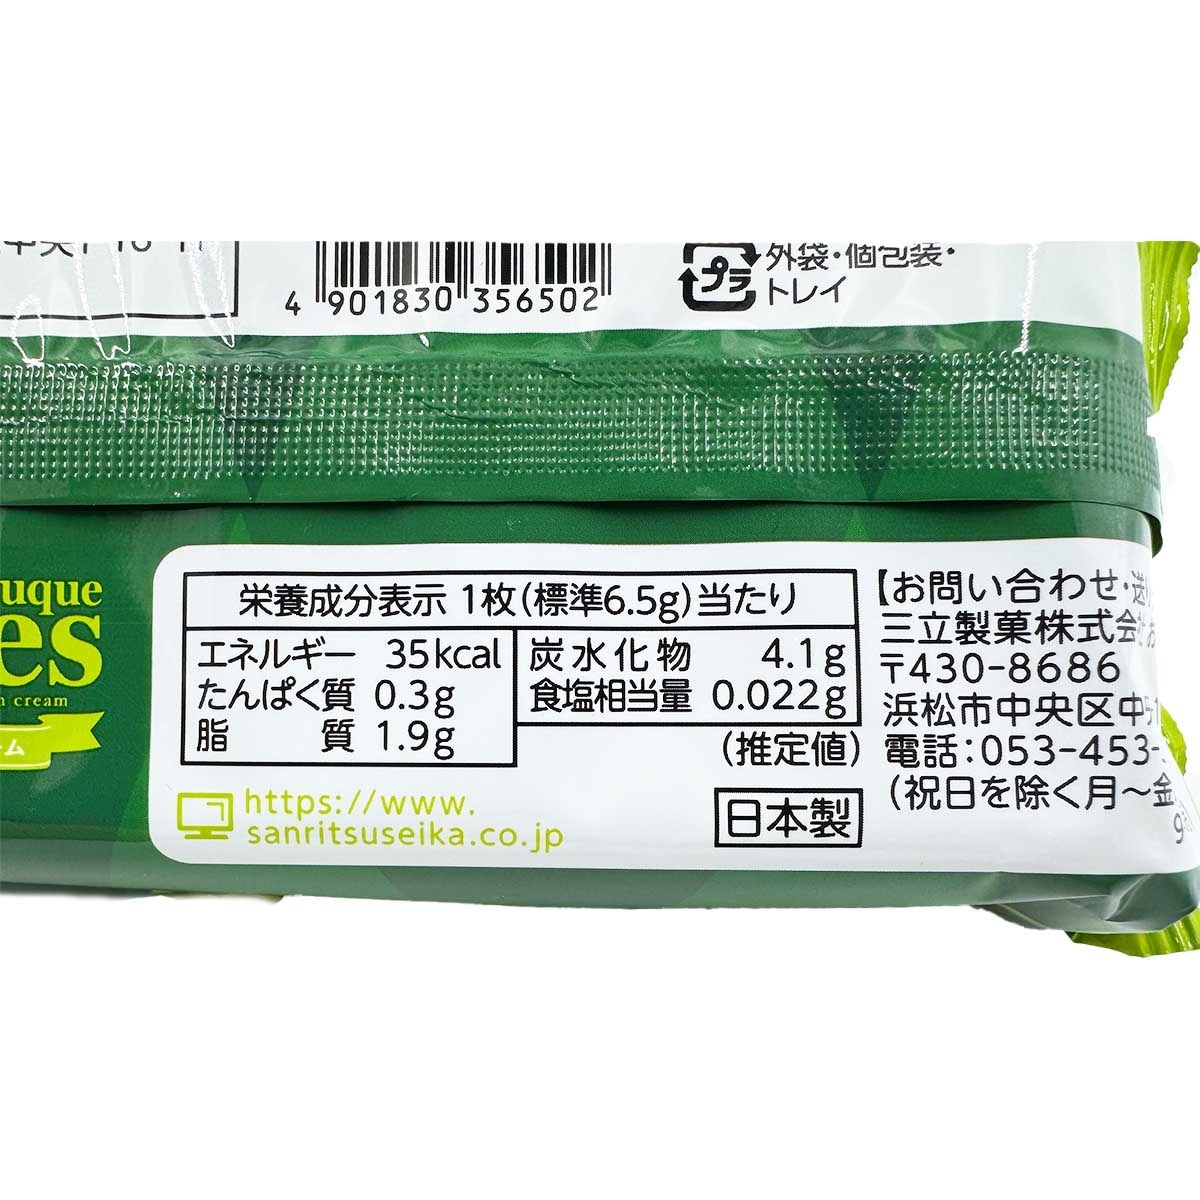 4 901830 356502
プラ
外袋・個包装・
トレイ
uque
es
cream
ーム
栄養成分表示 1枚(標準6.5g)当たり
エネルギー 35kcal
たんぱく質 0.3g
脂 質 1.9g
炭水化物 4.1g
食塩相当量 0.022g
(推定値)
https://www.
sanritsuseika.co.jp
日本製
【お問い合わせ・送り
三立製菓株式会社お
〒430-8686
浜松市中央区中
電話:053-453-
(祝日を除く月~金